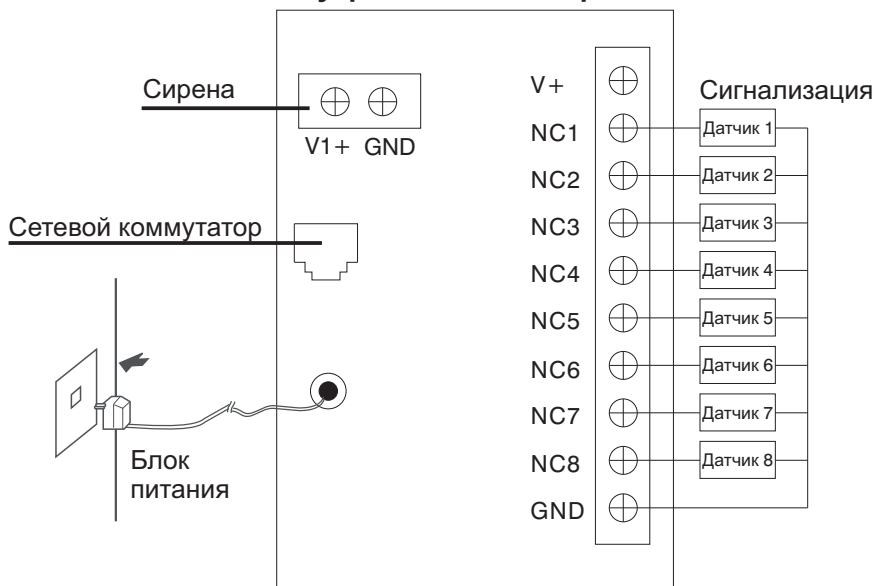 Сирена
V1+ GND
Сетевой коммутатор
Блок
питания
V+
NC1
NC2
NC3
NC4
NC5
NC6
NC7
NC8
GND
Сигнализация
Датчик 1
Датчик 2
Датчик 3
Датчик 4
Датчик 5
Датчик 6
Датчик 7
Датчик 8